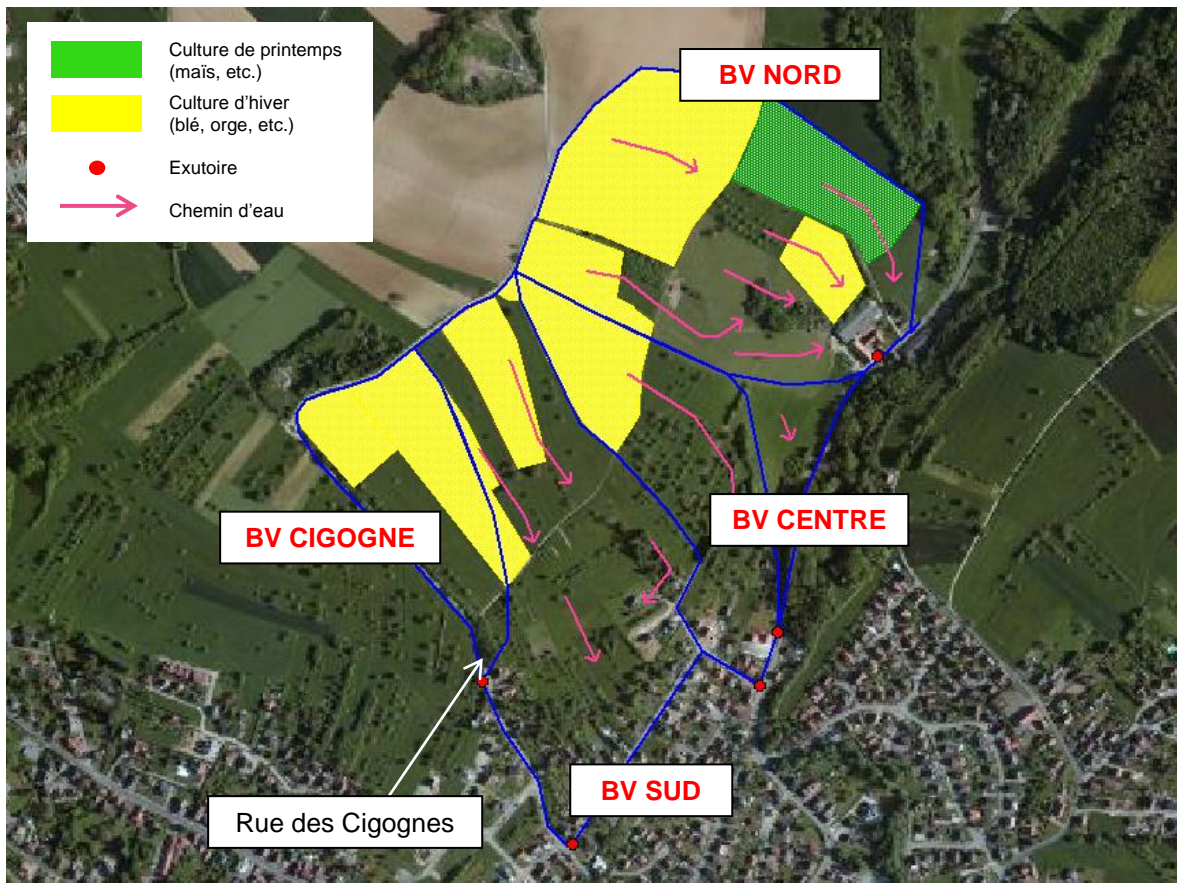 Culture de printemps
(maïs, etc.)
Culture d'hiver
(blé, orge, etc.)
Exutoire
Chemin d'eau
BV NORD
BV CENTRE
BV CIGOGNE
BV SUD
Rue des Cigognes